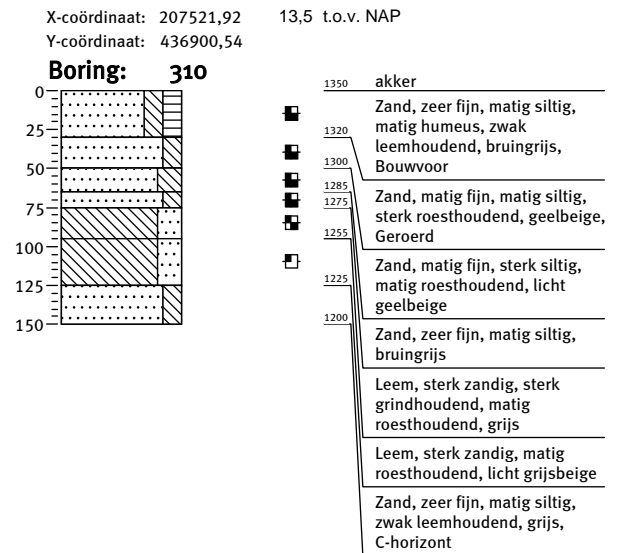 X-coördinaat: 207521,92 13,5 t.o.v. NAP
Y-coördinaat: 436900,54
Boring: 310
0
25
50
75
100
125
150
1350 akker
Zand, zeer fijn, matig siltig,
matig humeus, zwak
leemhoudend, bruingrijs,
Bouwvoor
1320
Zand, matig fijn, matig siltig,
sterk roesthoudend, geelbeige,
Geroerd
1300
Zand, matig fijn, sterk siltig,
matig roesthoudend, licht
geelbeige
1285
Zand, zeer fijn, matig siltig,
bruingrijs
1275
Leem, sterk zandig, sterk
grindhoudend, matig
roesthoudend, grijs
1255
Leem, sterk zandig, matig
roesthoudend, licht grijsbeige
1225
Zand, zeer fijn, matig siltig,
zwak leemhoudend, grijs,
C-horizont
1200